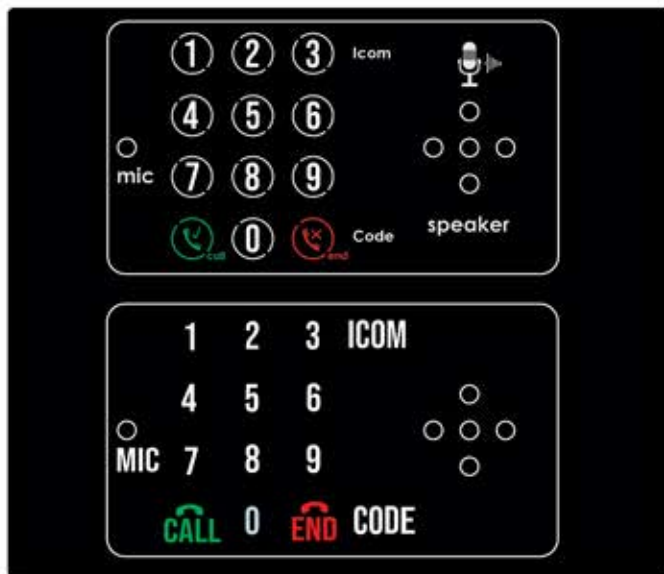 1 2 3 Icom
4 5 6
mic 7 8 9
call 0 end Code
speaker
1 2 3 ICOM
4 5 6
MIC 7 8 9
CALL 0 END CODE